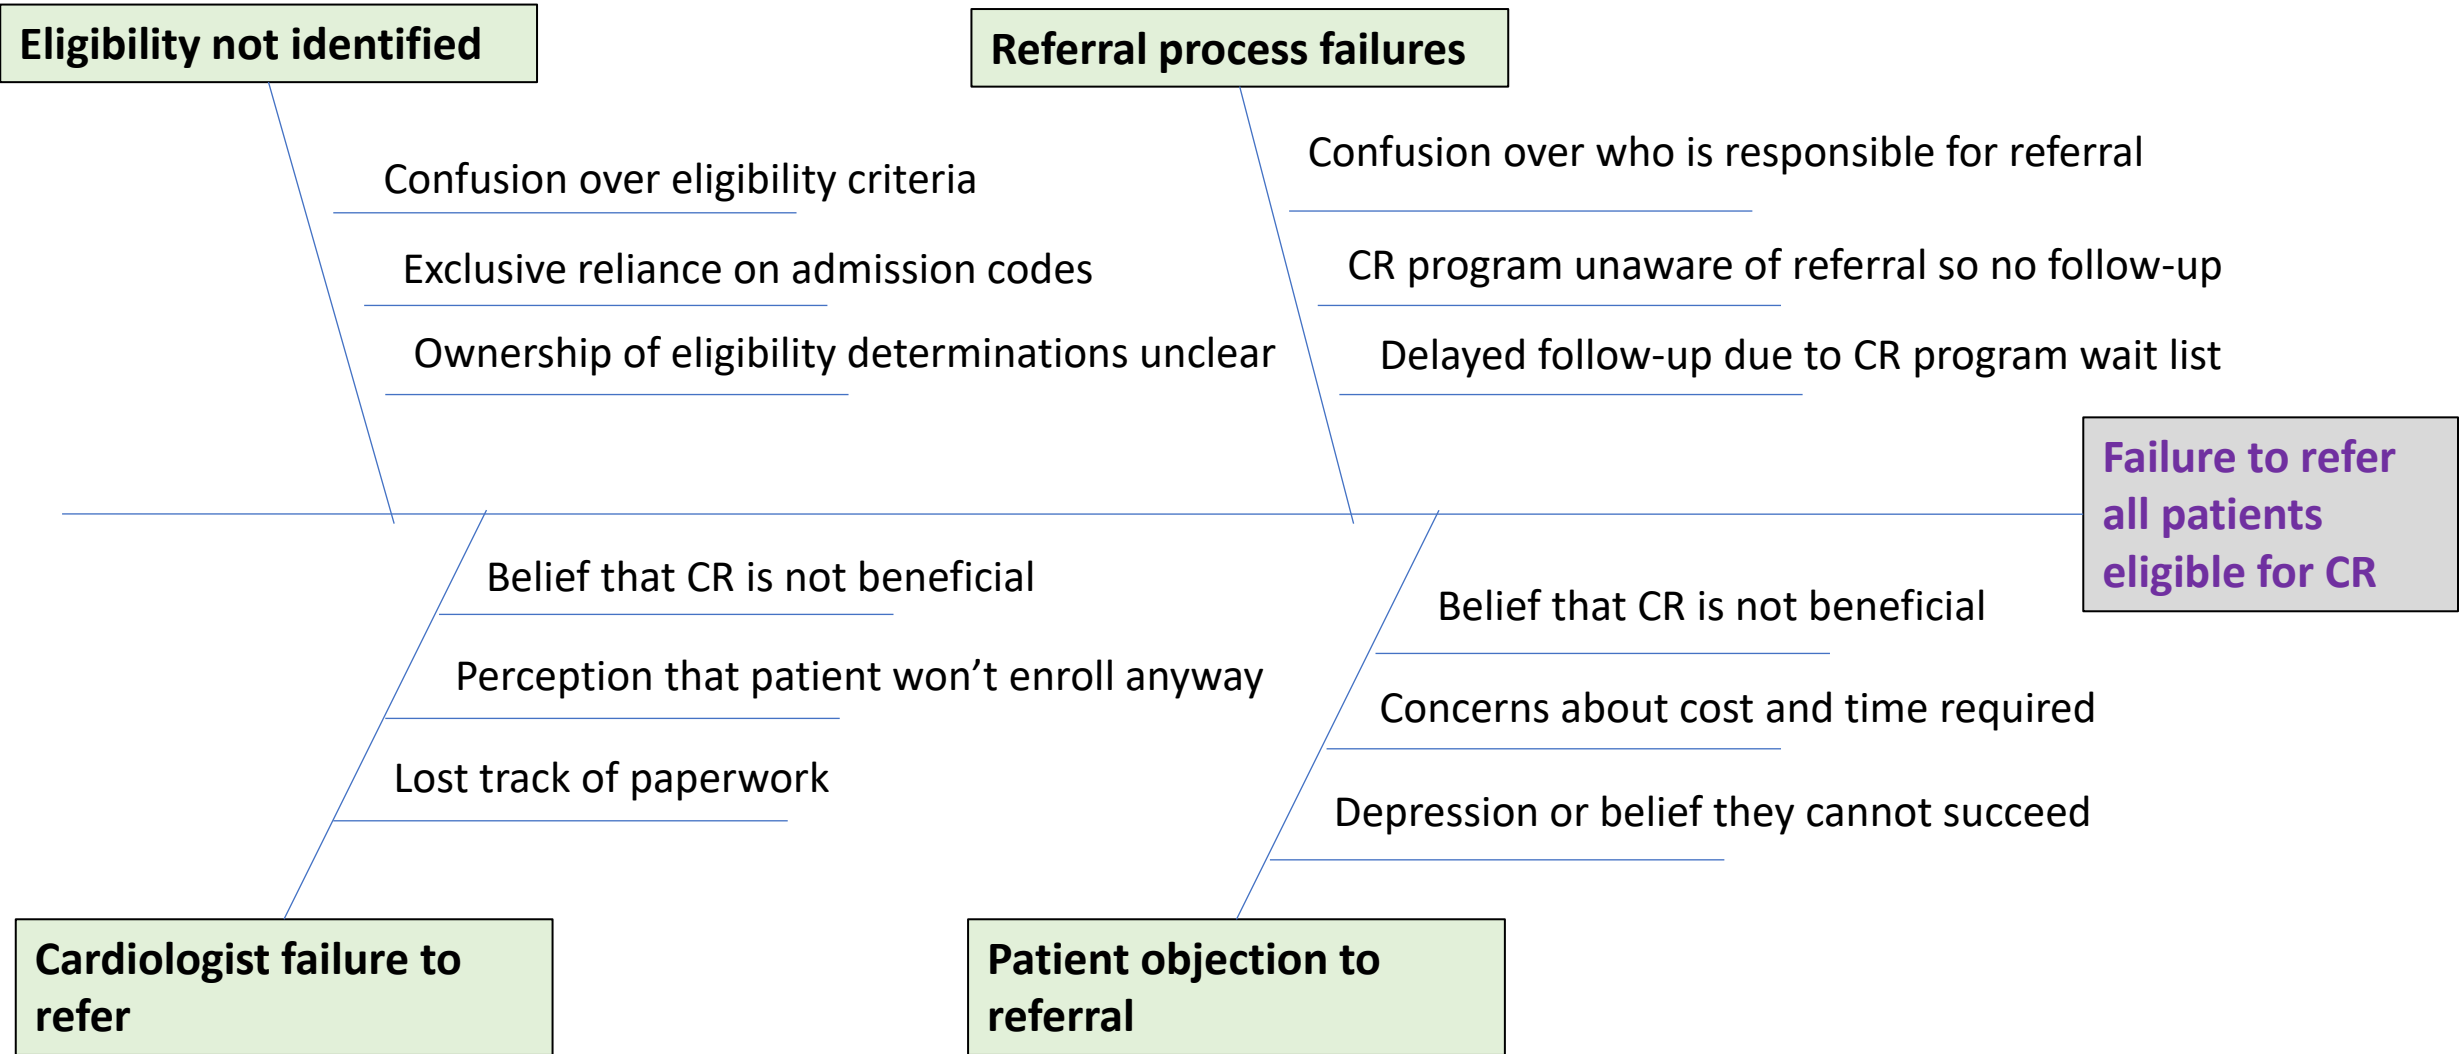 Eligibility not identified
Confusion over eligibility criteria
Exclusive reliance on admission codes
Ownership of eligibility determinations unclear
Referral process failures
Confusion over who is responsible for referral
CR program unaware of referral so no follow-up
Delayed follow-up due to CR program wait list
Failure to refer
all patients
eligible for CR
Belief that CR is not beneficial
Perception that patient won’t enroll anyway
Lost track of paperwork
Cardiologist failure to
refer
Belief that CR is not beneficial
Concerns about cost and time required
Depression or belief they cannot succeed
Patient objection to
referral